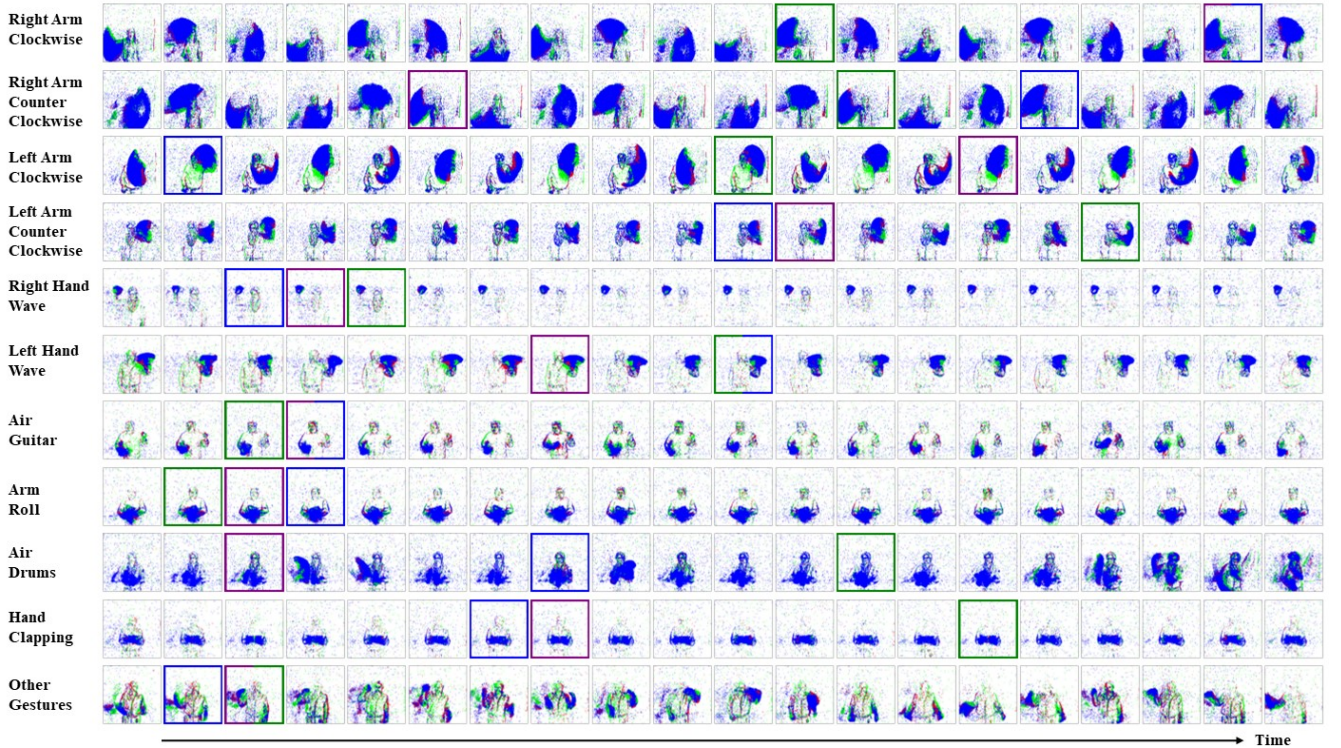 Right Arm
Clockwise
Right Arm
Counter
Clockwise
Left Arm
Clockwise
Left Arm
Counter
Clockwise
Right Hand
Wave
Left Hand
Wave
Air
Guitar
Arm
Roll
Air
Drums
Hand
Clapping
Other
Gestures
Time